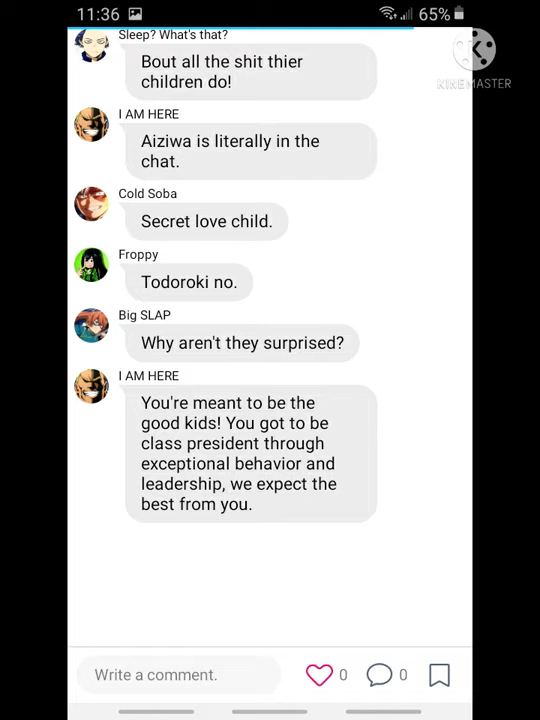 11:36
65%
KINEMASTER
Sleep? What's that?
Bout all the shit thier
children do!
I AM HERE
Aiziwa is literally in the
chat.
Cold Soba
Secret love child.
Froppy
Todoroki no.
Big SLAP
Why aren't they surprised?
I AM HERE
You're meant to be the
good kids! You got to be
class president through
exceptional behavior and
leadership, we expect the
best from you.
Write a comment.
0
0